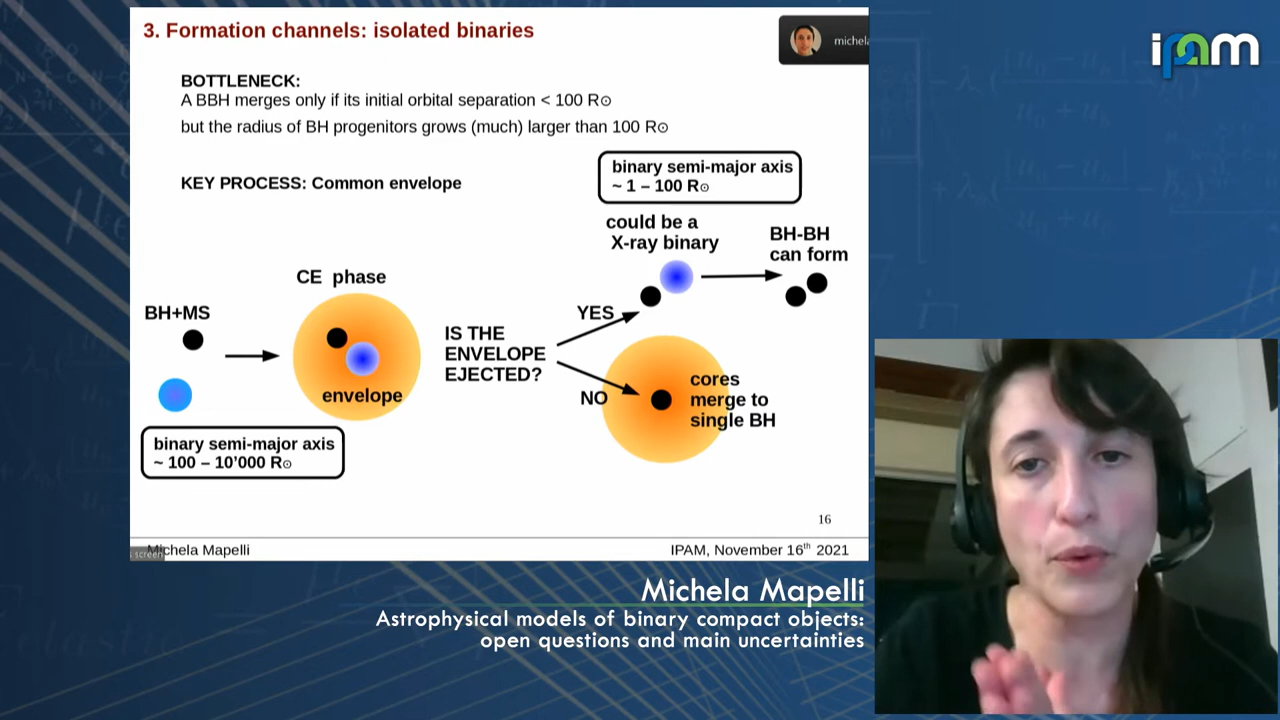 3. Formation channels: isolated binaries
michela
ipam
BOTTLENECK:
A BBH merges only if its initial orbital separation < 100 R⊙
but the radius of BH progenitors grows (much) larger than 100 R⊙
KEY PROCESS: Common envelope
binary semi-major axis
~ 1 – 100 R⊙
could be a
X-ray binary
BH-BH
can form
CE phase
BH+MS
YES
IS THE
ENVELOPE
EJECTED?
envelope
NO
cores
merge to
single BH
binary semi-major axis
~ 100 – 10’000 R⊙
16
screen
Michela Mapelli
IPAM, November 16th 2021
Michela Mapelli
Astrophysical models of binary compact objects:
open questions and main uncertainties